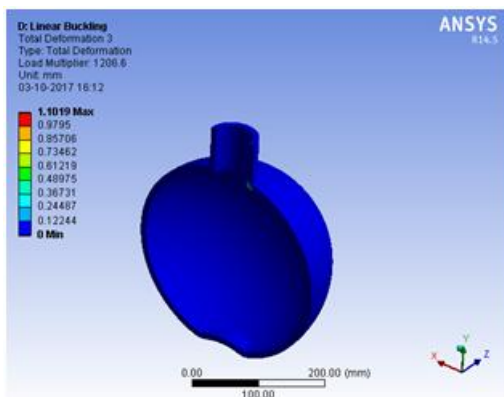 D: Linear Buckling
Total Deformation 3
Type: Total Deformation
Load Multiplier: 1206.6
Unit: mm
03-10-2017 16:12
1.1019 Max
0.9795
0.85706
0.73462
0.61219
0.48975
0.36731
0.24487
0.12244
0 Min
ANSYS
R14.5
Y
X
Z
0.00
200.00 (mm)
100.00